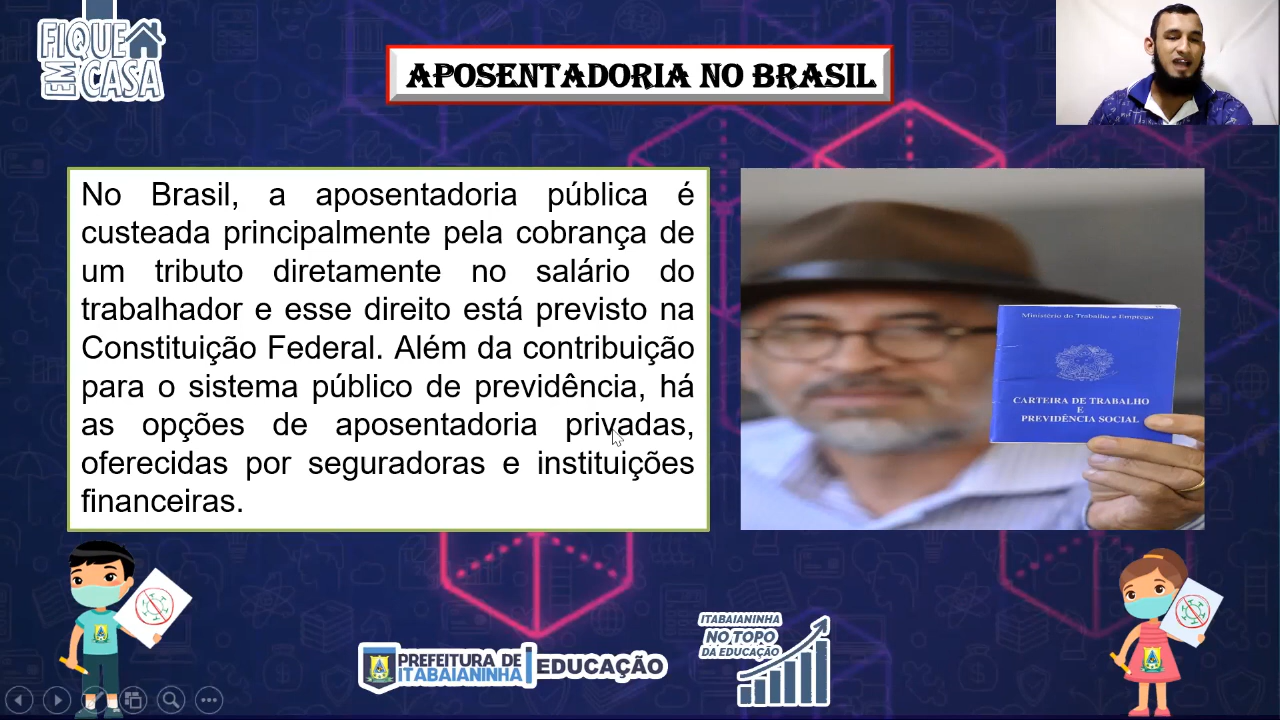 FIQUE
EM CASA
APOSENTADORIA NO BRASIL
No Brasil, a aposentadoria pública é
custeada principalmente pela cobrança de
um tributo diretamente no salário do
trabalhador e esse direito está previsto na
Constituição Federal. Além da contribuição
para o sistema público de previdência, há
as opções de aposentadoria privadas,
oferecidas por seguradoras e instituições
financeiras.
Ministério do Trabalho e Emprego
CARTEIRA DE TRABALHO
E
PREVIDÊNCIA SOCIAL
PREFEITURA DE
ITABAIANINHA
EDUCAÇÃO
ITABAIANINHA
NO TOPO
DA EDUCAÇÃO